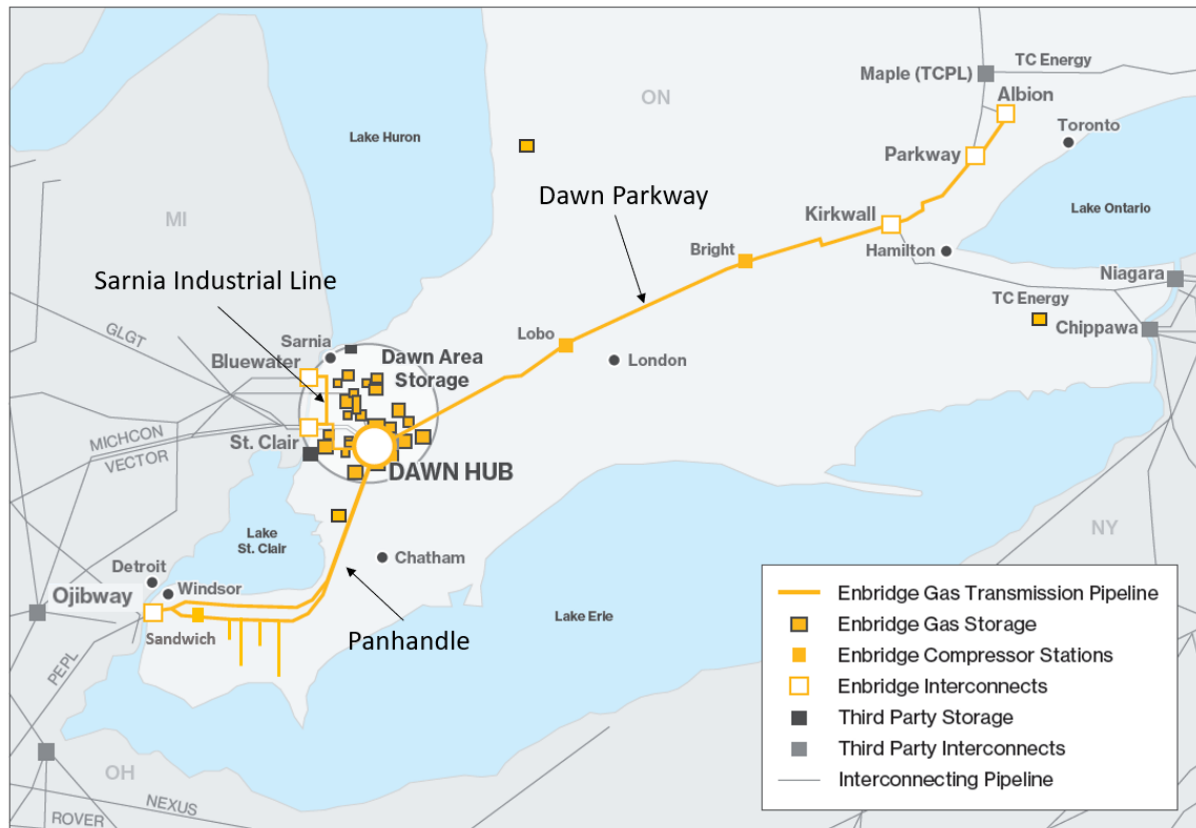 Maple (TCPL)
TC Energy
Albion
ON
Lake Huron
Toronto
Parkway
Dawn Parkway
Kirkwall
Lake Ontario
MI
Bright
Hamilton
Niagara
Sarnia Industrial Line
TC Energy
Chippawa
GLGT
Lobo
Sarnia
Bluewater
Dawn Area
Storage
London
MICHCON
VECTOR
St. Clair
DAWN HUB
NY
Lake
St. Clair
Chatham
Detroit
Windsor
Ojibway
Sandwich
Panhandle
Lake Erie
PEPL
OH
NEXUS
ROVER
Enbridge Gas Transmission Pipeline
Enbridge Gas Storage
Enbridge Compressor Stations
Enbridge Interconnects
Third Party Storage
Third Party Interconnects
Interconnecting Pipeline